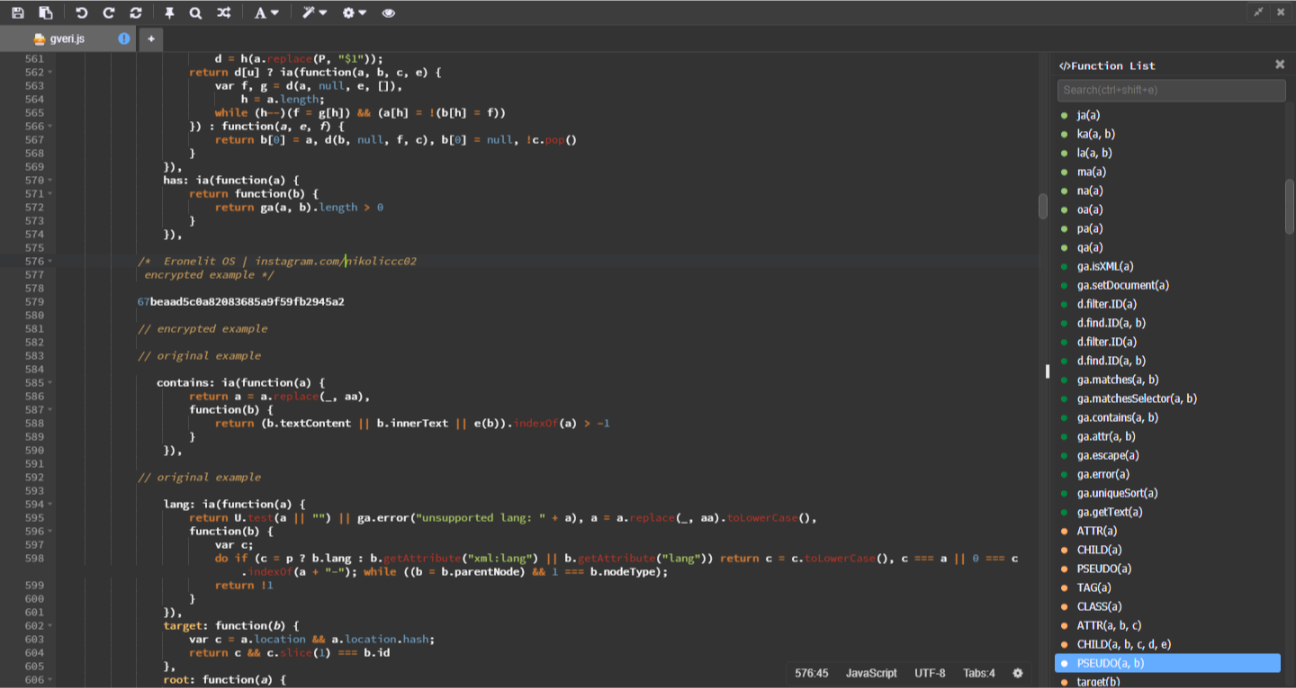 gveri.js
+
561 d = h(a.replace(P, "$1"));
562 return d[u] ? ia(function(a, b, c, e) {
563 var f, g = d(a, null, e, []),
564 h = a.length;
565 while (h--)(f = g[h]) && (a[h] = !(b[h] = f))
566 }) : function(a, e, f) {
567 return b[0] = a, d(b, null, f, c), b[0] = null, !c.pop()
568 }
569 }),
570 has: ia(function(a) {
571 return function(b) {
572 return ga(a, b).length > 0
573 }
574 }),
575
576 /* Eronelit OS | instagram.com/nikoliccc02
577 encrypted example */
578
579 67beaad5c0a82083685a9f59fb2945a2
580
581 // encrypted example
582
583 // original example
584
585 contains: ia(function(a) {
586 return a = a.replace(_, aa),
587 function(b) {
588 return (b.textContent || b.innerText || e(b)).indexOf(a) > -1
589 }
590 }),
591
592 // original example
593
594 lang: ia(function(a) {
595 return U.test(a || "") || ga.error("unsupported lang: " + a), a = a.replace(_, aa).toLowerCase(),
596 function(b) {
597 var c;
598 do if (c = p ? b.lang : b.getAttribute("xml:lang") || b.getAttribute("lang")) return c = c.toLowerCase(), c === a || 0 === c
.indexOf(a + "-"); while ((b = b.parentNode) && 1 === b.nodeType);
599 return !1
600 }
601 }),
602 target: function(b) {
603 var c = a.location && a.location.hash;
604 return c && c.slice(1) === b.id
605 },
606 root: function(a) {
576:45 JavaScript UTF-8 Tabs:4
</>Function List
Search(ctrl+shift+e)
ja(a)
ka(a, b)
la(a, b)
ma(a)
na(a)
oa(a)
pa(a)
qa(a)
ga.isXML(a)
ga.setDocument(a)
d.filter.ID(a)
d.find.ID(a, b)
d.filter.ID(a)
d.find.ID(a, b)
ga.matches(a, b)
ga.matchesSelector(a, b)
ga.contains(a, b)
ga.attr(a, b)
ga.escape(a)
ga.error(a)
ga.uniqueSort(a)
ga.getText(a)
ATTR(a)
CHILD(a)
PSEUDO(a)
TAG(a)
CLASS(a)
ATTR(a, b, c)
CHILD(a, b, c, d, e)
PSEUDO(a, b)
target(b)